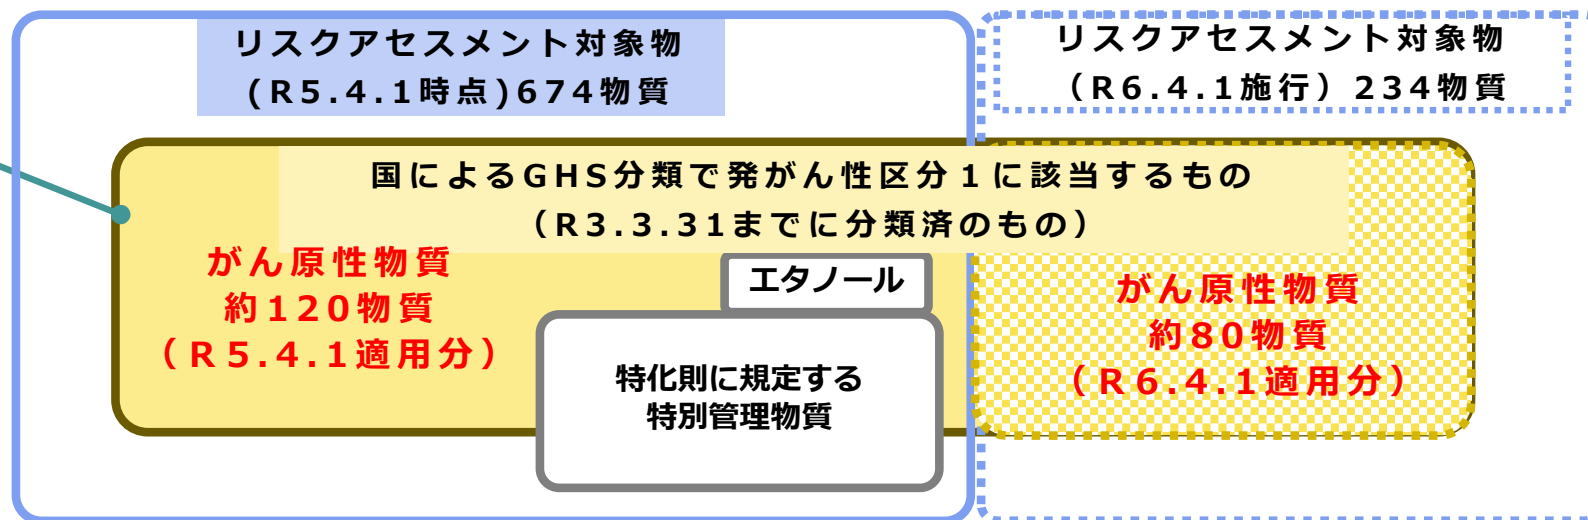 リスクアセスメント対象物
(R5.4.1時点)674物質
リスクアセスメント対象物
（R6.4.1施行）234物質
国によるGHS分類で発がん性区分１に該当するもの
（R3.3.31までに分類済のもの）
がん原性物質
約120物質
（R5.4.1適用分）
エタノール
特化則に規定する
特別管理物質
がん原性物質
約80物質
（R6.4.1適用分）